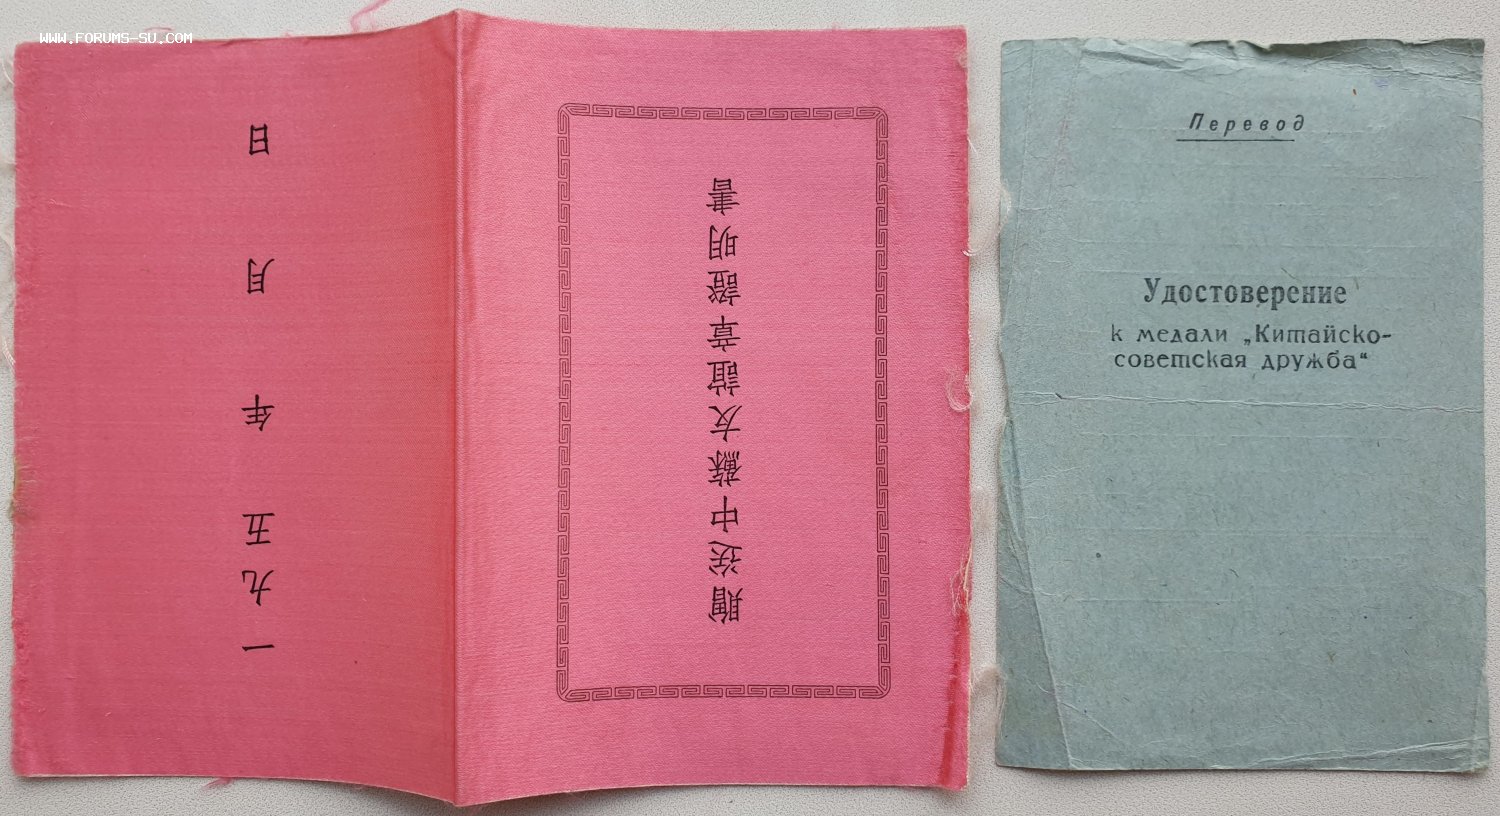 WWW.FORUMS-SU.COM
贈送中蘇友誼章證明書
一九五 年 月 日
Перевод
Удостоверение
к медали „Китайско-
советская дружба“